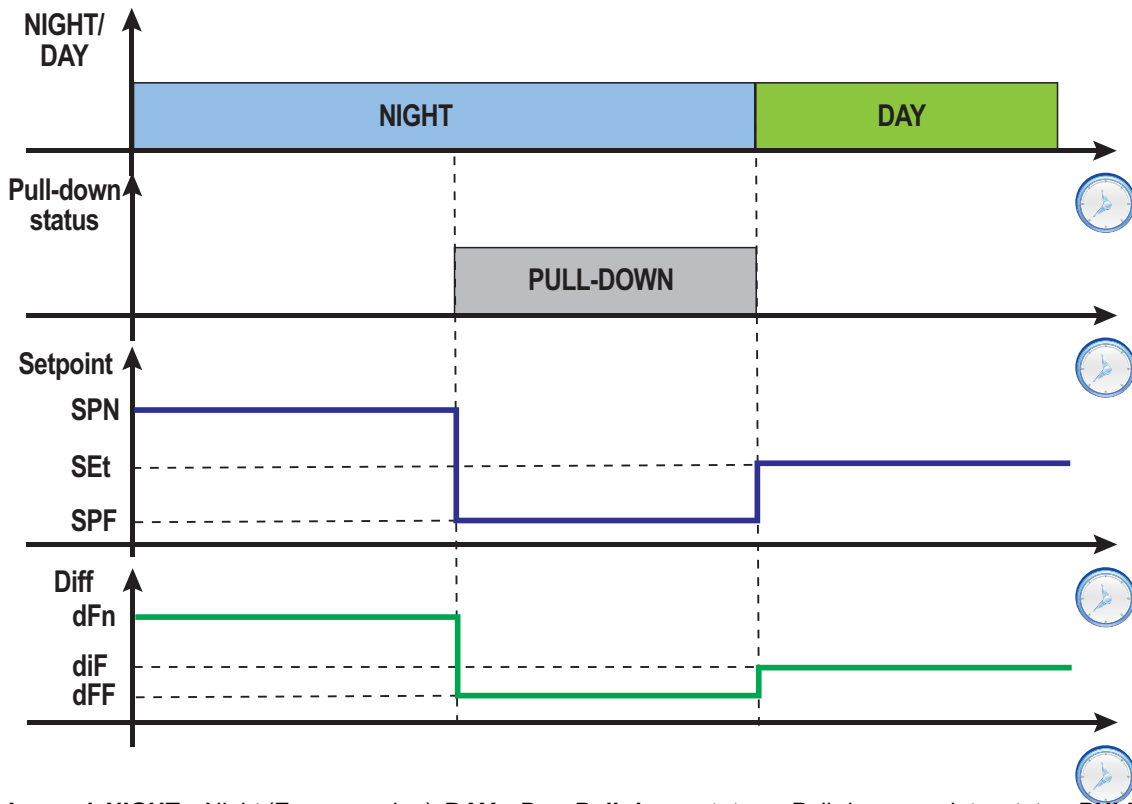 NIGHT/
DAY
NIGHT
DAY
Pull-down
status
PULL-DOWN
Setpoint
SPN
SEt
SPF
Diff
dFn
diF
dFF